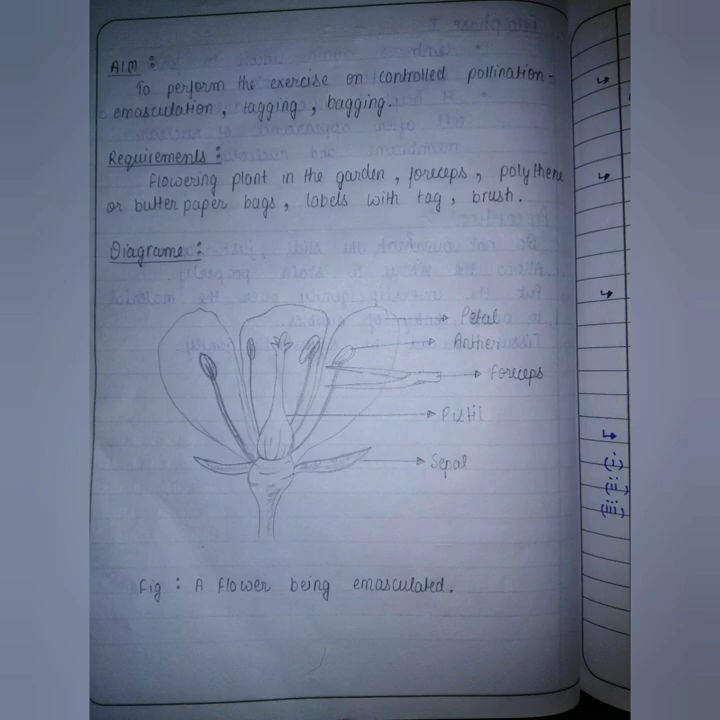 AIM :
To perform the exercise on controlled pollination -
emasculation , tagging , bagging.
Requirements :
flowering plant in the garden , forceps , polythene
or butter paper bags , labels with tag , brush .
Diagrame :
Petal
Anther
Forceps
Pistil
Sepal
Fig : A flower being emasculated .
(i)
(ii)
(iii)